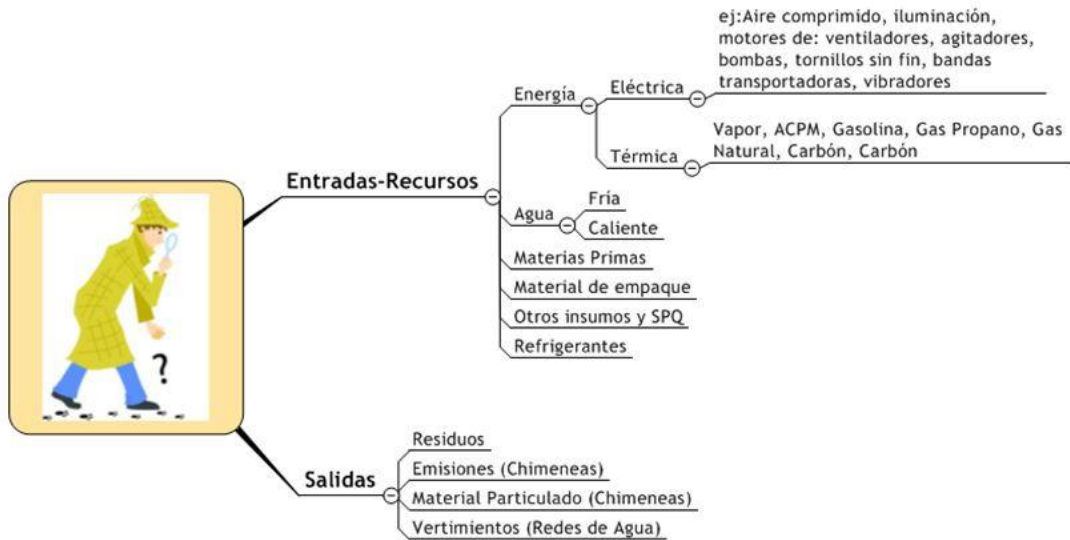 ej:Aire comprimido, iluminación,
motores de: ventiladores, agitadores,
bombas, tornillos sin fin, bandas
transportadoras, vibradores
Energía
Eléctrica
Vapor, ACPM, Gasolina, Gas Propano, Gas
Natural, Carbón, Carbón
Térmica
Entradas-Recursos
Agua
Fría
Caliente
Materias Primas
Material de empaque
Otros insumos y SPQ
Refrigerantes
?
Salidas
Residuos
Emisiones (Chimeneas)
Material Particulado (Chimeneas)
Vertimientos (Redes de Agua)